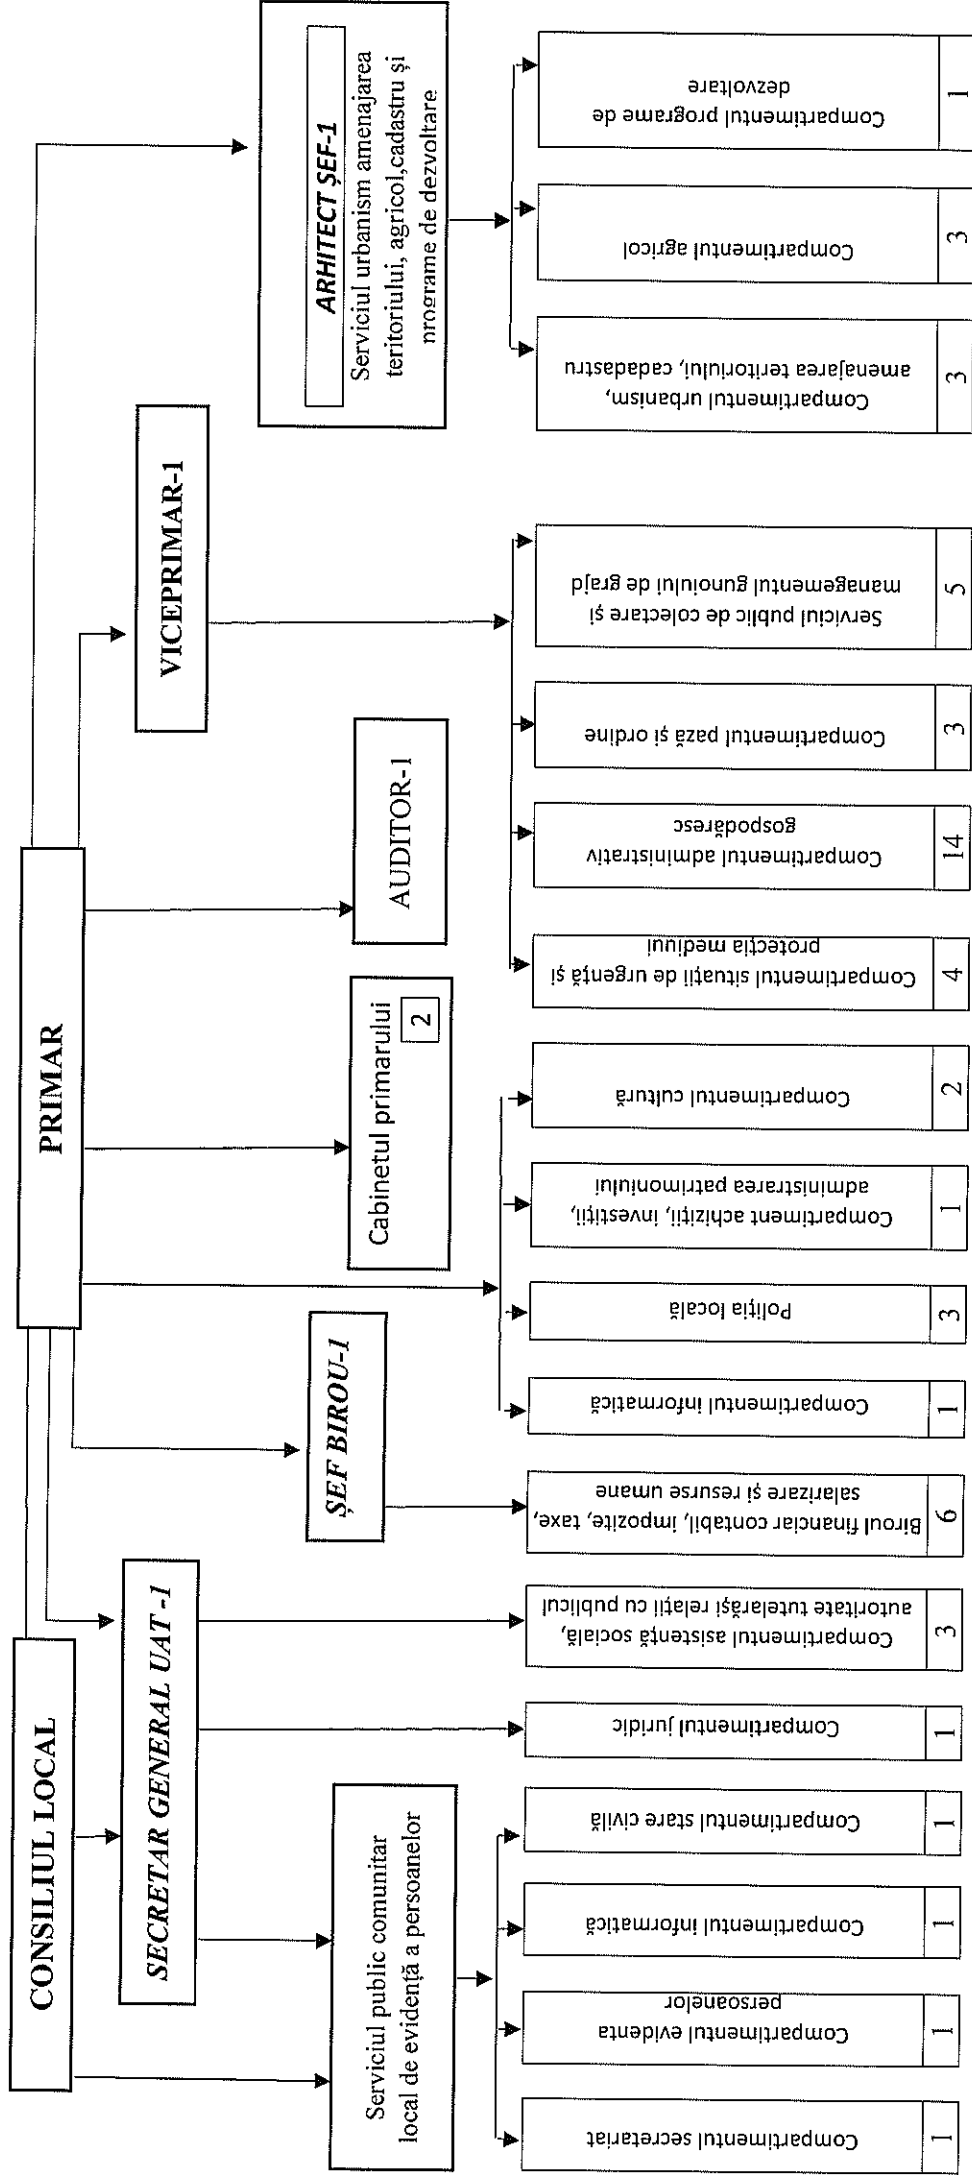 CONSILIUL LOCAL
PRIMAR
SECRETAR GENERAL UAT -1
VICEPRIMAR-1
Serviciul public comunitar
local de evidență a persoanelor
ȘEF BIROU-1
Cabinetul primarului
2
AUDITOR-1
ARHITECT ȘEF-1
Serviciul urbanism amenajarea
teritoriului, agricol,cadastru și
programe de dezvoltare
Compartimentul secretariat
1
Compartimentul evidenta
persoanelor
1
Compartimentul informatică
1
Compartimentul stare civilă
1
Compartimentul juridic
1
Compartimentul asistență socială,
autoritate tutelarăși relații cu publicul
3
Biroul financiar contabil, impozite, taxe,
salarizare și resurse umane
6
Compartimentul informatică
1
Poliția locală
3
Compartiment achiziții, investiții,
administrarea patrimoniului
1
Compartimentul cultură
2
Compartimentul situații de urgență și
protecția mediuui
4
Compartimentul administrativ
gospodăresc
14
Compartimentul pază și ordine
3
Serviciul public de colectare și
managementul gunoiului de grajd
5
Compartimentul urbanism,
amenajarea teritoriului, cadadastru
3
Compartimentul agricol
3
Compartimentul programe de
dezvoltare
1